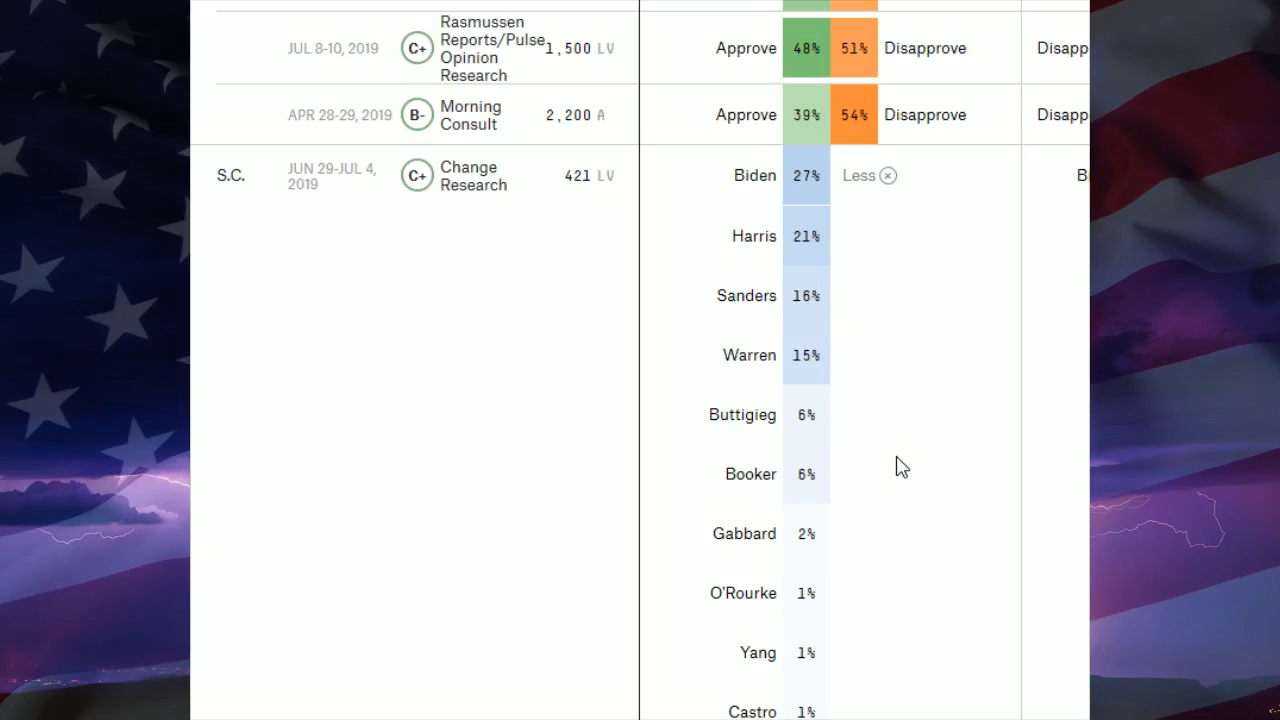 Rasmussen
JUL 8-10, 2019 C+ Reports/Pulse 1,500 LV Approve 48% 51% Disapprove Disapp
Opinion
Research
APR 28-29, 2019 B- Morning 2,200 A Approve 39% 54% Disapprove Disapp
Consult
S.C. JUN 29-JUL 4, C+ Change 421 LV Biden 27% Less
2019 Research
Harris 21%
Sanders 16%
Warren 15%
Buttigieg 6%
Booker 6%
Gabbard 2%
O'Rourke 1%
Yang 1%
Castro 1%